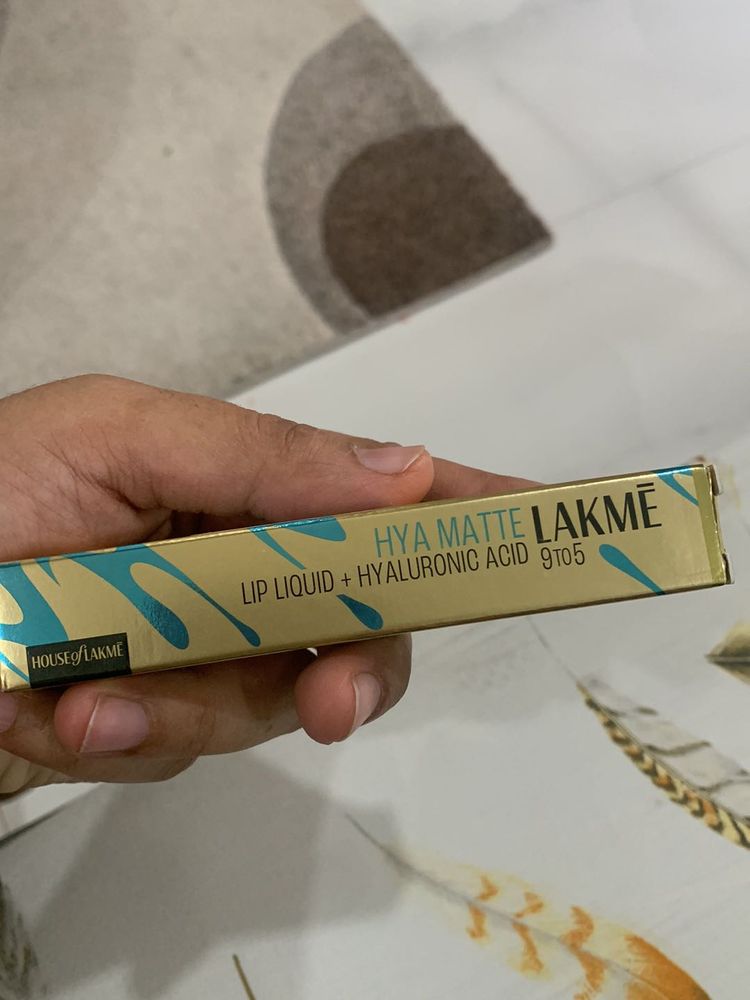 HYA MATTE LAKMĒ
LIP LIQUID + HYALURONIC ACID 9TO5
HOUSE of LAKMĒ